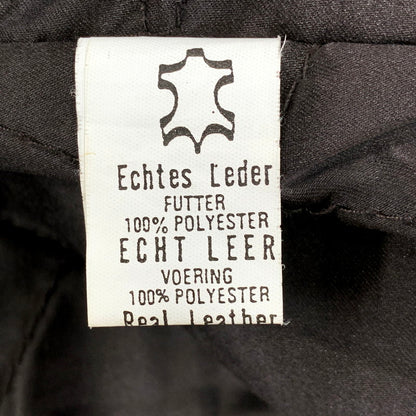 Echtes Leder
FUTTER
100% POLYESTER
ECHT LEER
VOERING
100% POLYESTER
Real Leather